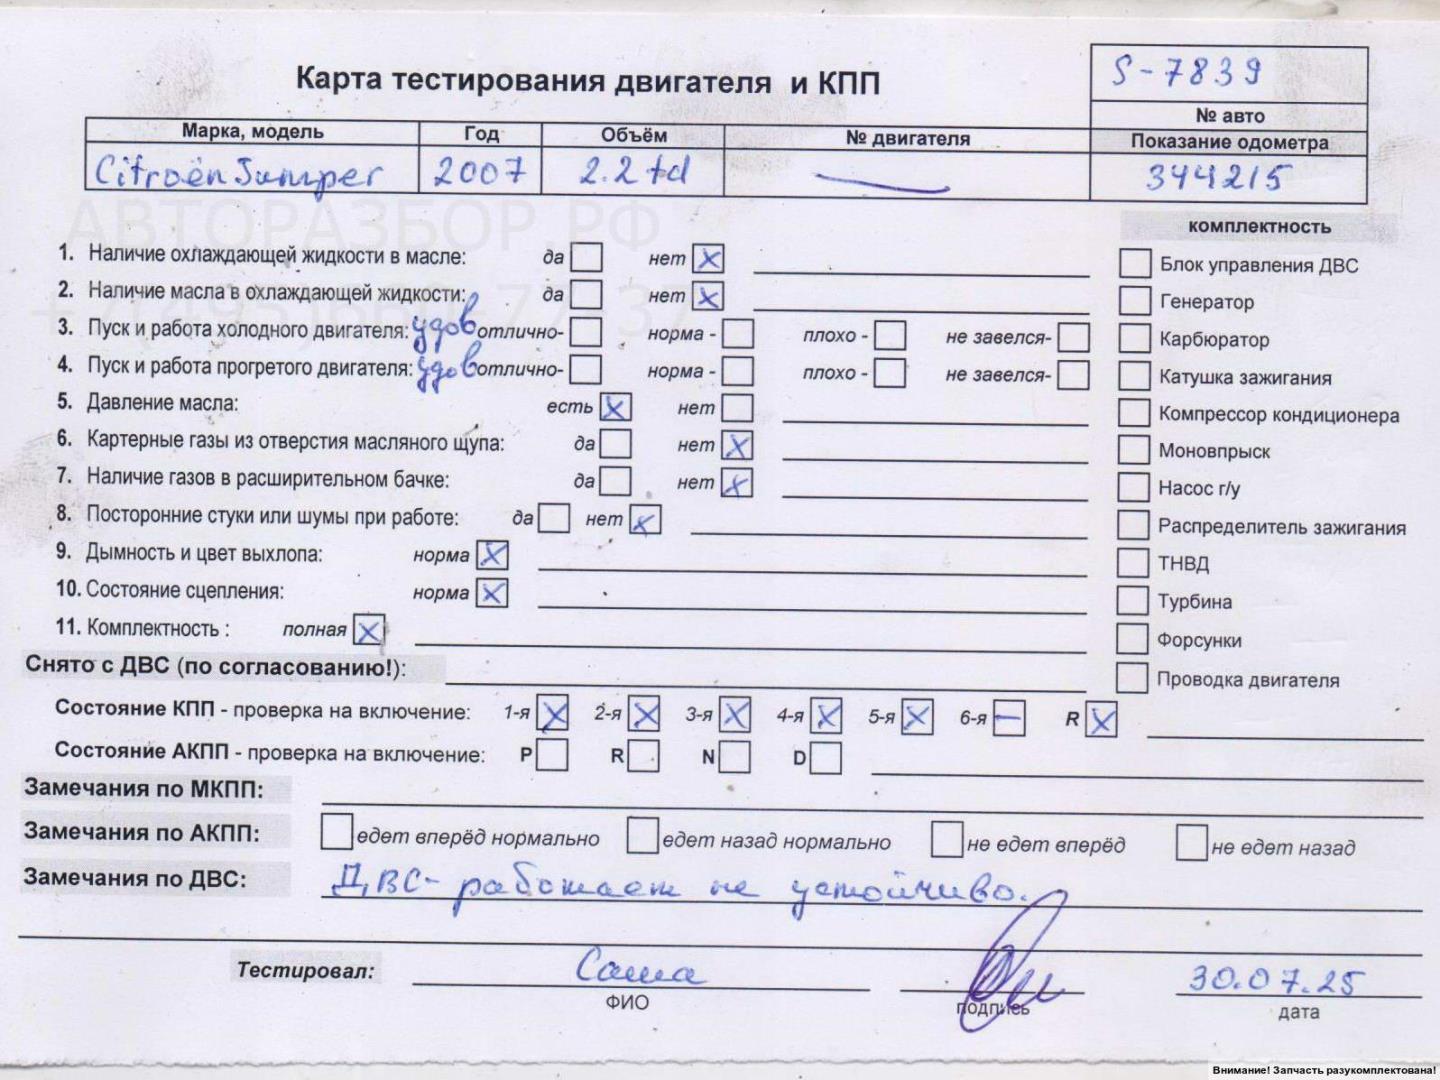 Карта тестирования двигателя и КПП
S-7839
№ авто
Марка, модель Год Объём № двигателя Показание одометра
Citroën Jumper 2007 2.2 td 344215
АВТОРАЗБОР.РФ
комплектность
1. Наличие охлаждающей жидкости в масле: да нет X
Блок управления ДВС
2. Наличие масла в охлаждающей жидкости: да нет X
Генератор
3. Пуск и работа холодного двигателя: удов отлично- норма - плохо - не завелся-
Карбюратор
4. Пуск и работа прогретого двигателя: удов отлично- норма - плохо - не завелся-
Катушка зажигания
5. Давление масла: есть X нет
Компрессор кондиционера
6. Картерные газы из отверстия масляного щупа: да нет X
Моновпрыск
7. Наличие газов в расширительном бачке: да нет X
Насос г/у
8. Посторонние стуки или шумы при работе: да нет X
Распределитель зажигания
9. Дымность и цвет выхлопа: норма X
ТНВД
10. Состояние сцепления: норма X
Турбина
11. Комплектность : полная X
Форсунки
Снято с ДВС (по согласованию!):
Проводка двигателя
Состояние КПП - проверка на включение: 1-я X 2-я X 3-я X 4-я X 5-я X 6-я — R X
Состояние АКПП - проверка на включение: P R N D
Замечания по МКПП:
Замечания по АКПП: едет вперёд нормально едет назад нормально не едет вперёд не едет назад
Замечания по ДВС: ДВС- работает не устойчиво.
Тестировал: Саша 30.07.25
ФИО подпись дата
Внимание! Запчасть разукомплектована!